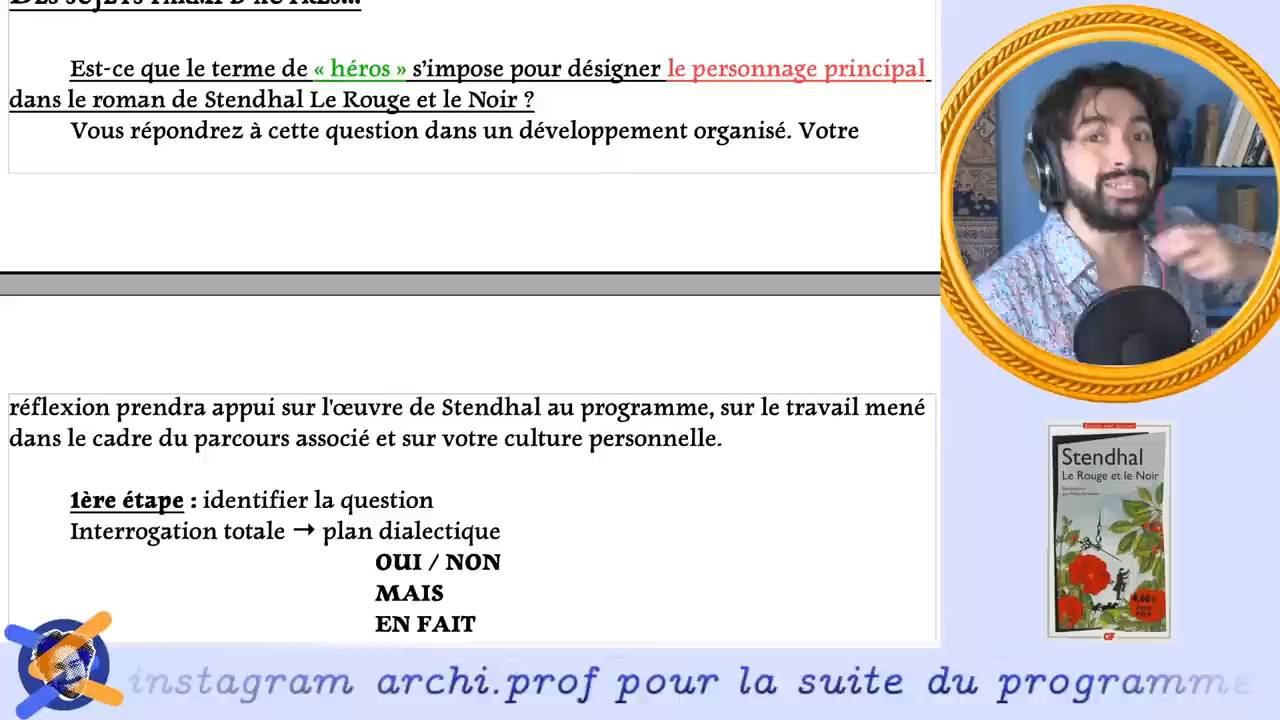 DES SUJETS PARMI D'AUTRES...
Est-ce que le terme de « héros » s’impose pour désigner le personnage principal
dans le roman de Stendhal Le Rouge et le Noir ?
Vous répondrez à cette question dans un développement organisé. Votre
réflexion prendra appui sur l'œuvre de Stendhal au programme, sur le travail mené
dans le cadre du parcours associé et sur votre culture personnelle.
1ère étape : identifier la question
Interrogation totale → plan dialectique
OUI / NON
MAIS
EN FAIT
Stendhal
Le Rouge et le Noir
GF
instagram archi.prof pour la suite du programme